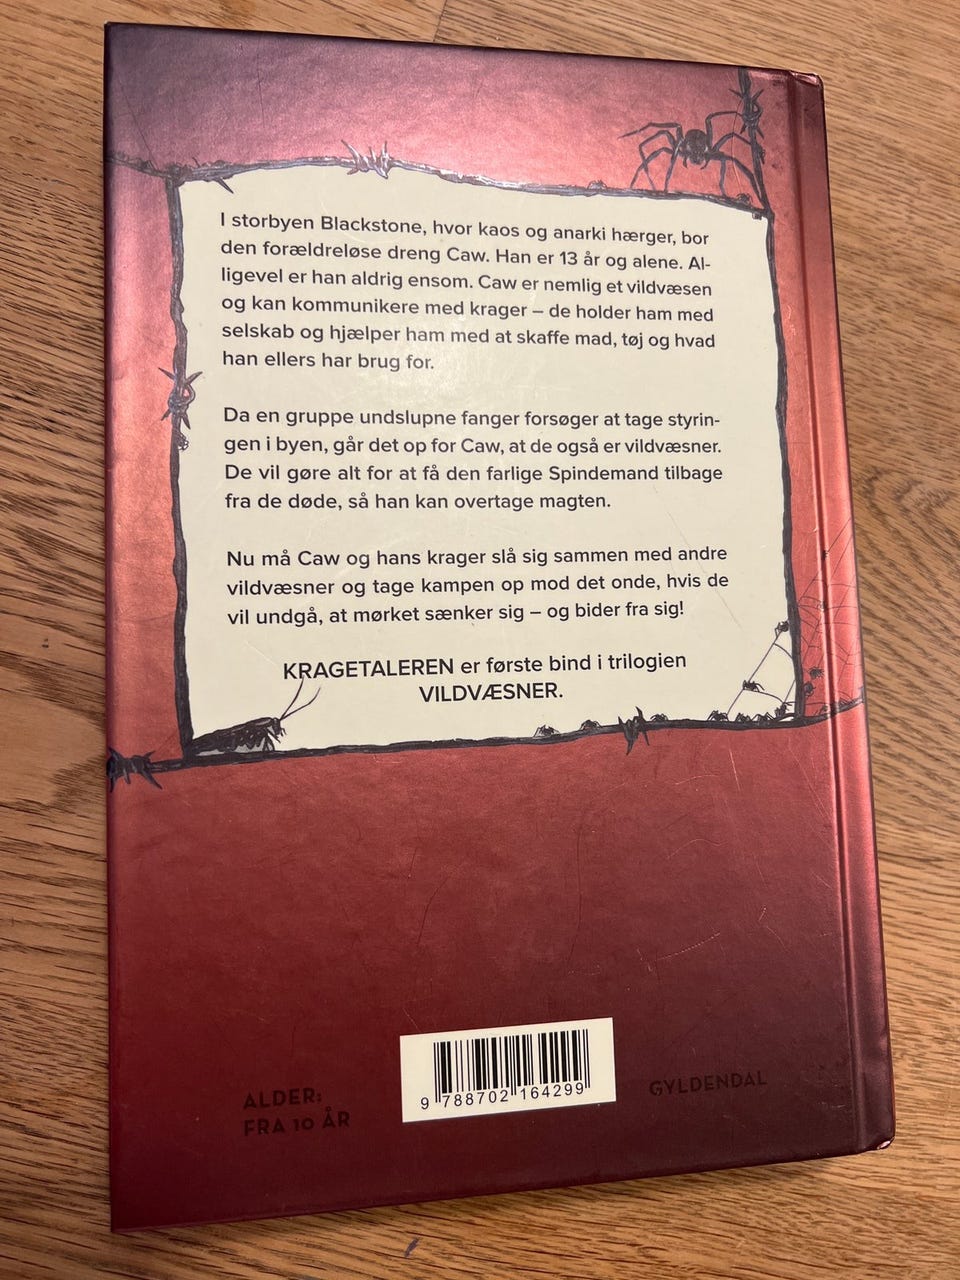 I storbyen Blackstone, hvor kaos og anarki hærger, bor
den forældreløse dreng Caw. Han er 13 år og alene. Al-
ligevel er han aldrig ensom. Caw er nemlig et vildvæsen
og kan kommunikere med krager – de holder ham med
selskab og hjælper ham med at skaffe mad, tøj og hvad
han ellers har brug for.
Da en gruppe undslupne fanger forsøger at tage styrin-
gen i byen, går det op for Caw, at de også er vildvæsner.
De vil gøre alt for at få den farlige Spindemand tilbage
fra de døde, så han kan overtage magten.
Nu må Caw og hans krager slå sig sammen med andre
vildvæsner og tage kampen op mod det onde, hvis de
vil undgå, at mørket sænker sig – og bider fra sig!
KRAGETALEREN er første bind i trilogien
VILDVÆSNER.
ALDER:
FRA 10 ÅR
9 788702 164299
GYLDENDAL